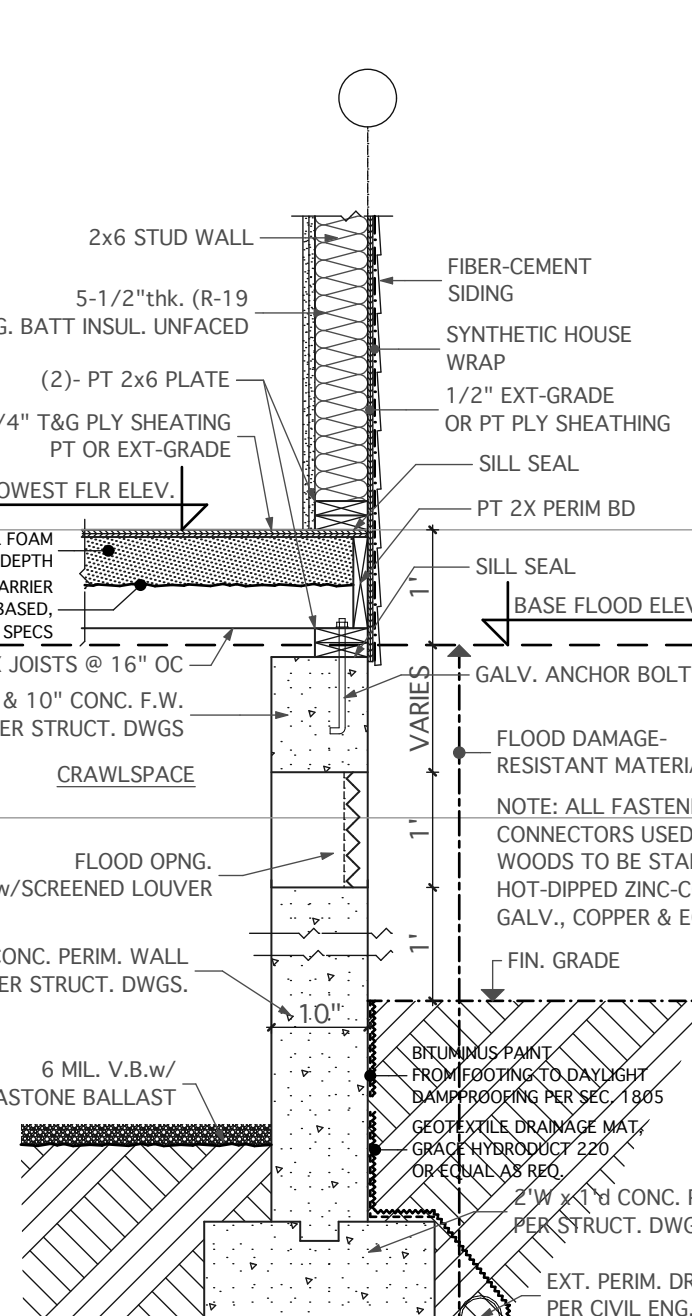 2x6 STUD WALL
5-1/2"thk. (R-19
G. BATT INSUL. UNFACED
(2)- PT 2x6 PLATE
/4" T&G PLY SHEATING
PT OR EXT-GRADE
OWEST FLR ELEV.
FOAM
DEPTH
ARRIER
BASED,
SPECS
JOISTS @ 16" OC
& 10" CONC. F.W.
ER STRUCT. DWGS
CRAWLSPACE
FLOOD OPNG.
w/SCREENED LOUVER
CONC. PERIM. WALL
ER STRUCT. DWGS.
6 MIL. V.B.w/
ASTONE BALLAST
10"
FIBER-CEMENT
SIDING
SYNTHETIC HOUSE
WRAP
1/2" EXT-GRADE
OR PT PLY SHEATHING
SILL SEAL
PT 2X PERIM BD
SILL SEAL
1'
BASE FLOOD ELEV
GALV. ANCHOR BOLT
VARIES
FLOOD DAMAGE-
RESISTANT MATERIA
1'
NOTE: ALL FASTEN
CONNECTORS USED
WOODS TO BE STA
HOT-DIPPED ZINC-C
GALV., COPPER & E
1'
FIN. GRADE
BITUMINUS PAINT
FROM FOOTING TO DAYLIGHT
DAMPPROOFING PER SEC. 1805
GEOTEXTILE DRAINAGE MAT,
GRACE HYDRODUCT 220
OR EQUAL AS REQ.
2'W x 1'd CONC. F
PER STRUCT. DWG
EXT. PERIM. DR
PER CIVIL ENG.